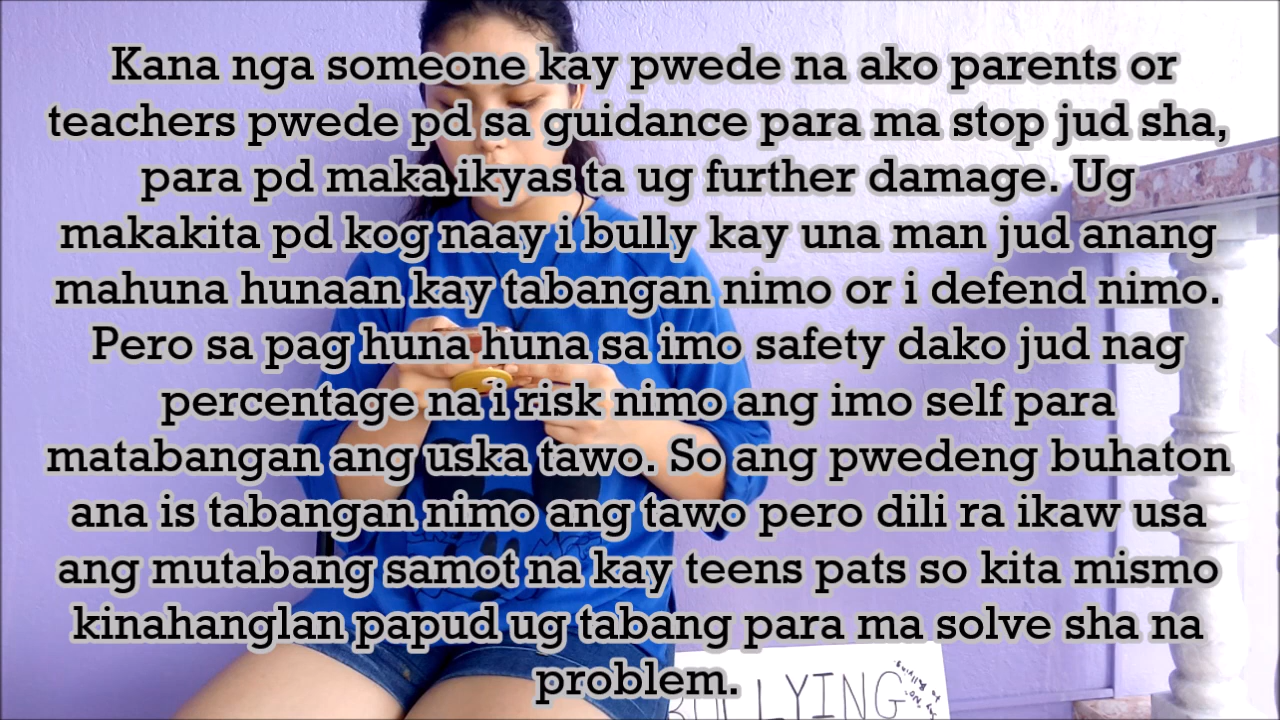 Kana nga someone kay pwede na ako parents or
teachers pwede pd sa guidance para ma stop jud sha,
para pd maka ikyas ta ug further damage. Ug
makakita pd kog naay i bully kay una man jud anang
mahuna hunaan kay tabangan nimo or i defend nimo.
Pero sa pag huna huna sa imo safety dako jud nag
percentage na i risk nimo ang imo self para
matabangan ang uska tawo. So ang pwedeng buhaton
ana is tabangan nimo ang tawo pero dili ra ikaw usa
ang mutabang samot na kay teens pats so kita mismo
kinahanglan papud ug tabang para ma solve sha na
problem.
BULLYING
Say "NO"
to Bullying